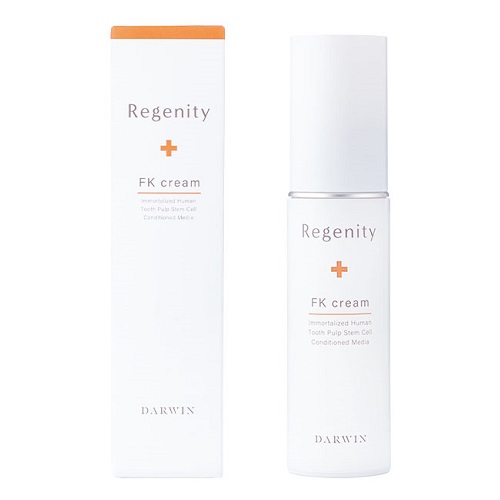 Regenity
FK cream
Immortalized Human
Tooth Pulp Stem Cell
Conditioned Media
DARWIN
Regenity
FK cream
Immortalized Human
Tooth Pulp Stem Cell
Conditioned Media
DARWIN